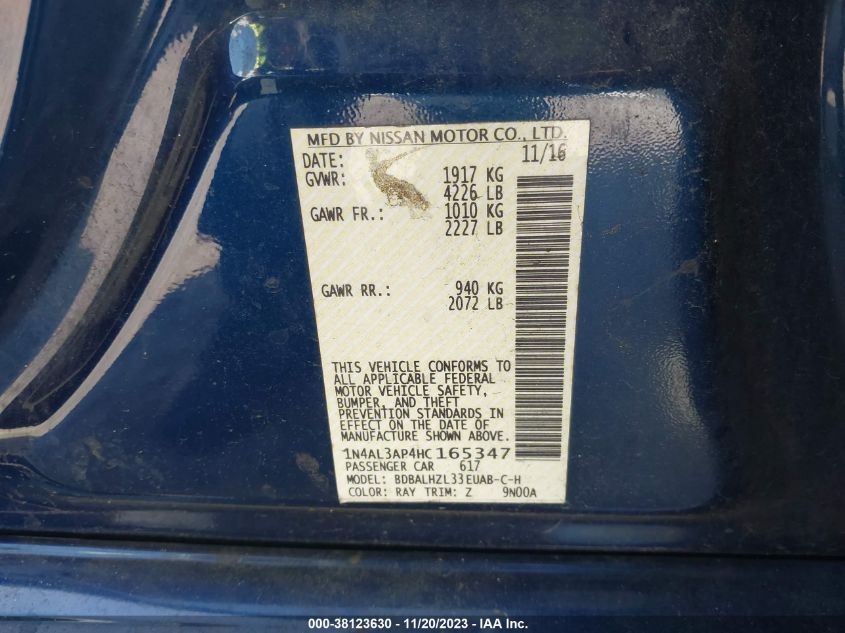 MFD BY NISSAN MOTOR CO., LTD.
DATE: 11/16
GVWR: 1917 KG
4226 LB
GAWR FR.: 1010 KG
2227 LB
GAWR RR.: 940 KG
2072 LB
THIS VEHICLE CONFORMS TO
ALL APPLICABLE FEDERAL
MOTOR VEHICLE SAFETY,
BUMPER, AND THEFT
PREVENTION STANDARDS IN
EFFECT ON THE DATE OF
MANUFACTURE SHOWN ABOVE.
1N4AL3AP4HC165347
PASSENGER CAR 617
MODEL: BDBALHZL33EUAB-C-H
COLOR: RAY TRIM: Z 9N00A
000-38123630 - 11/20/2023 - IAA Inc.